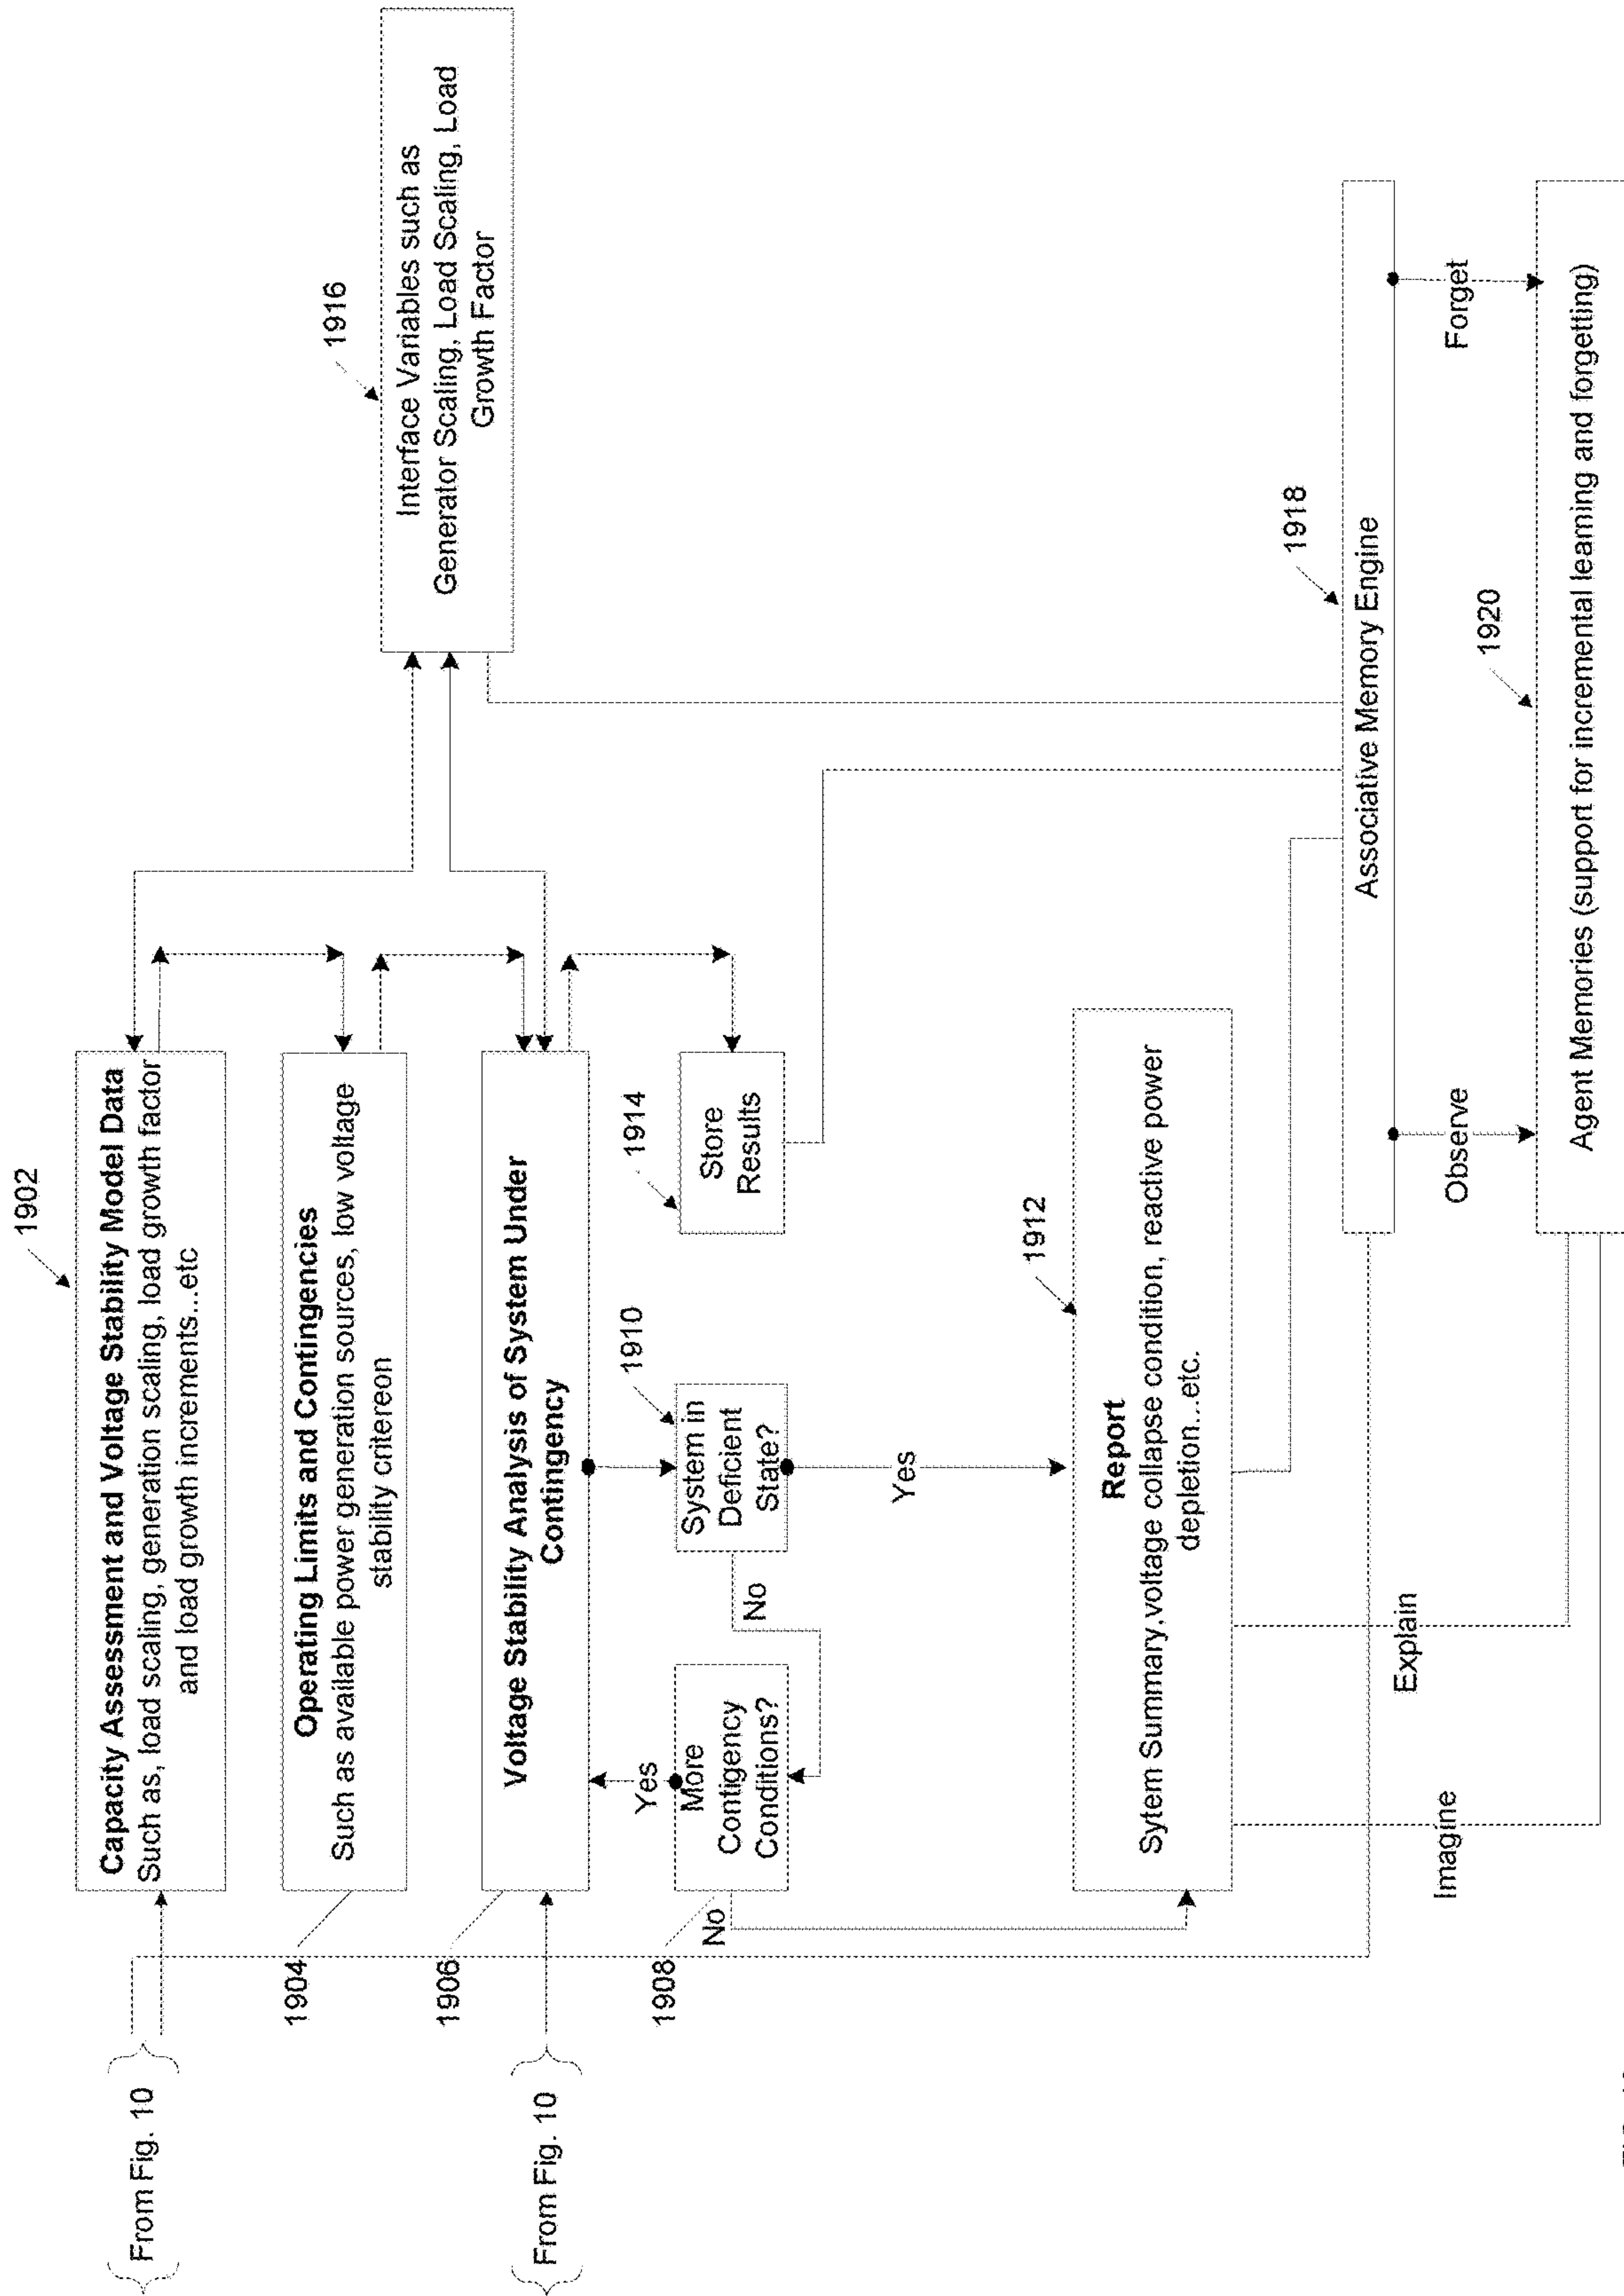 1902
Capacity Assessment and Voltage Stability Model Data
Such as, load scaling, generation scaling, load growth factor
and load growth increments...etc
From Fig. 10
1904
Operating Limits and Contingencies
Such as available power generation sources, low voltage
stability critereon
1916
Interface Variables such as
Generator Scaling, Load Scaling, Load
Growth Factor
1906
Voltage Stability Analysis of System Under
Contingency
From Fig. 10
1908
Yes
More
Contigency
Conditions?
No
No
1910
System in
Deficient
State?
Yes
1914
Store
Results
1912
Report
Sytem Summary,voltage collapse condition, reactive power
depletion...etc.
Explain
Imagine
1918
Associative Memory Engine
Observe
Forget
1920
Agent Memories (support for incremental learning and forgetting)